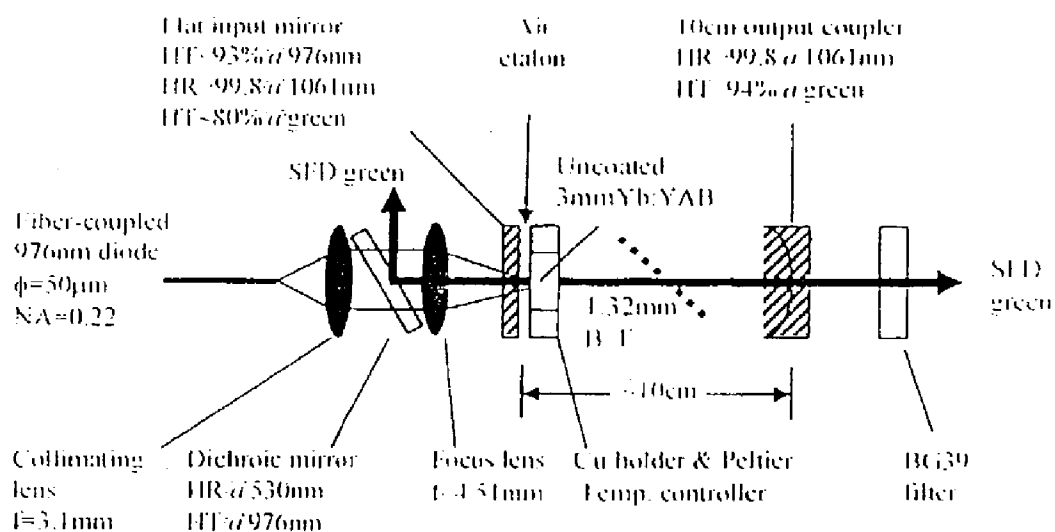 Flat input mirror
HT~93%@976nm
HR~99.8@1061nm
HT~80%@green
Air
etalon
10cm output coupler
HR~99.8@1061nm
HT~94%@green
SFD green
Uncoated
3mmYb:YAB
Fiber-coupled
976nm diode
ϕ=50μm
NA=0.22
1.32mm
SFD
green
~10cm
Collimating
lens
f=3.1mm
Dichroic mirror
HR@530nm
HT@976nm
Focus lens
f=4.51mm
Cu holder & Peltier
Temp. controller
BG39
filter